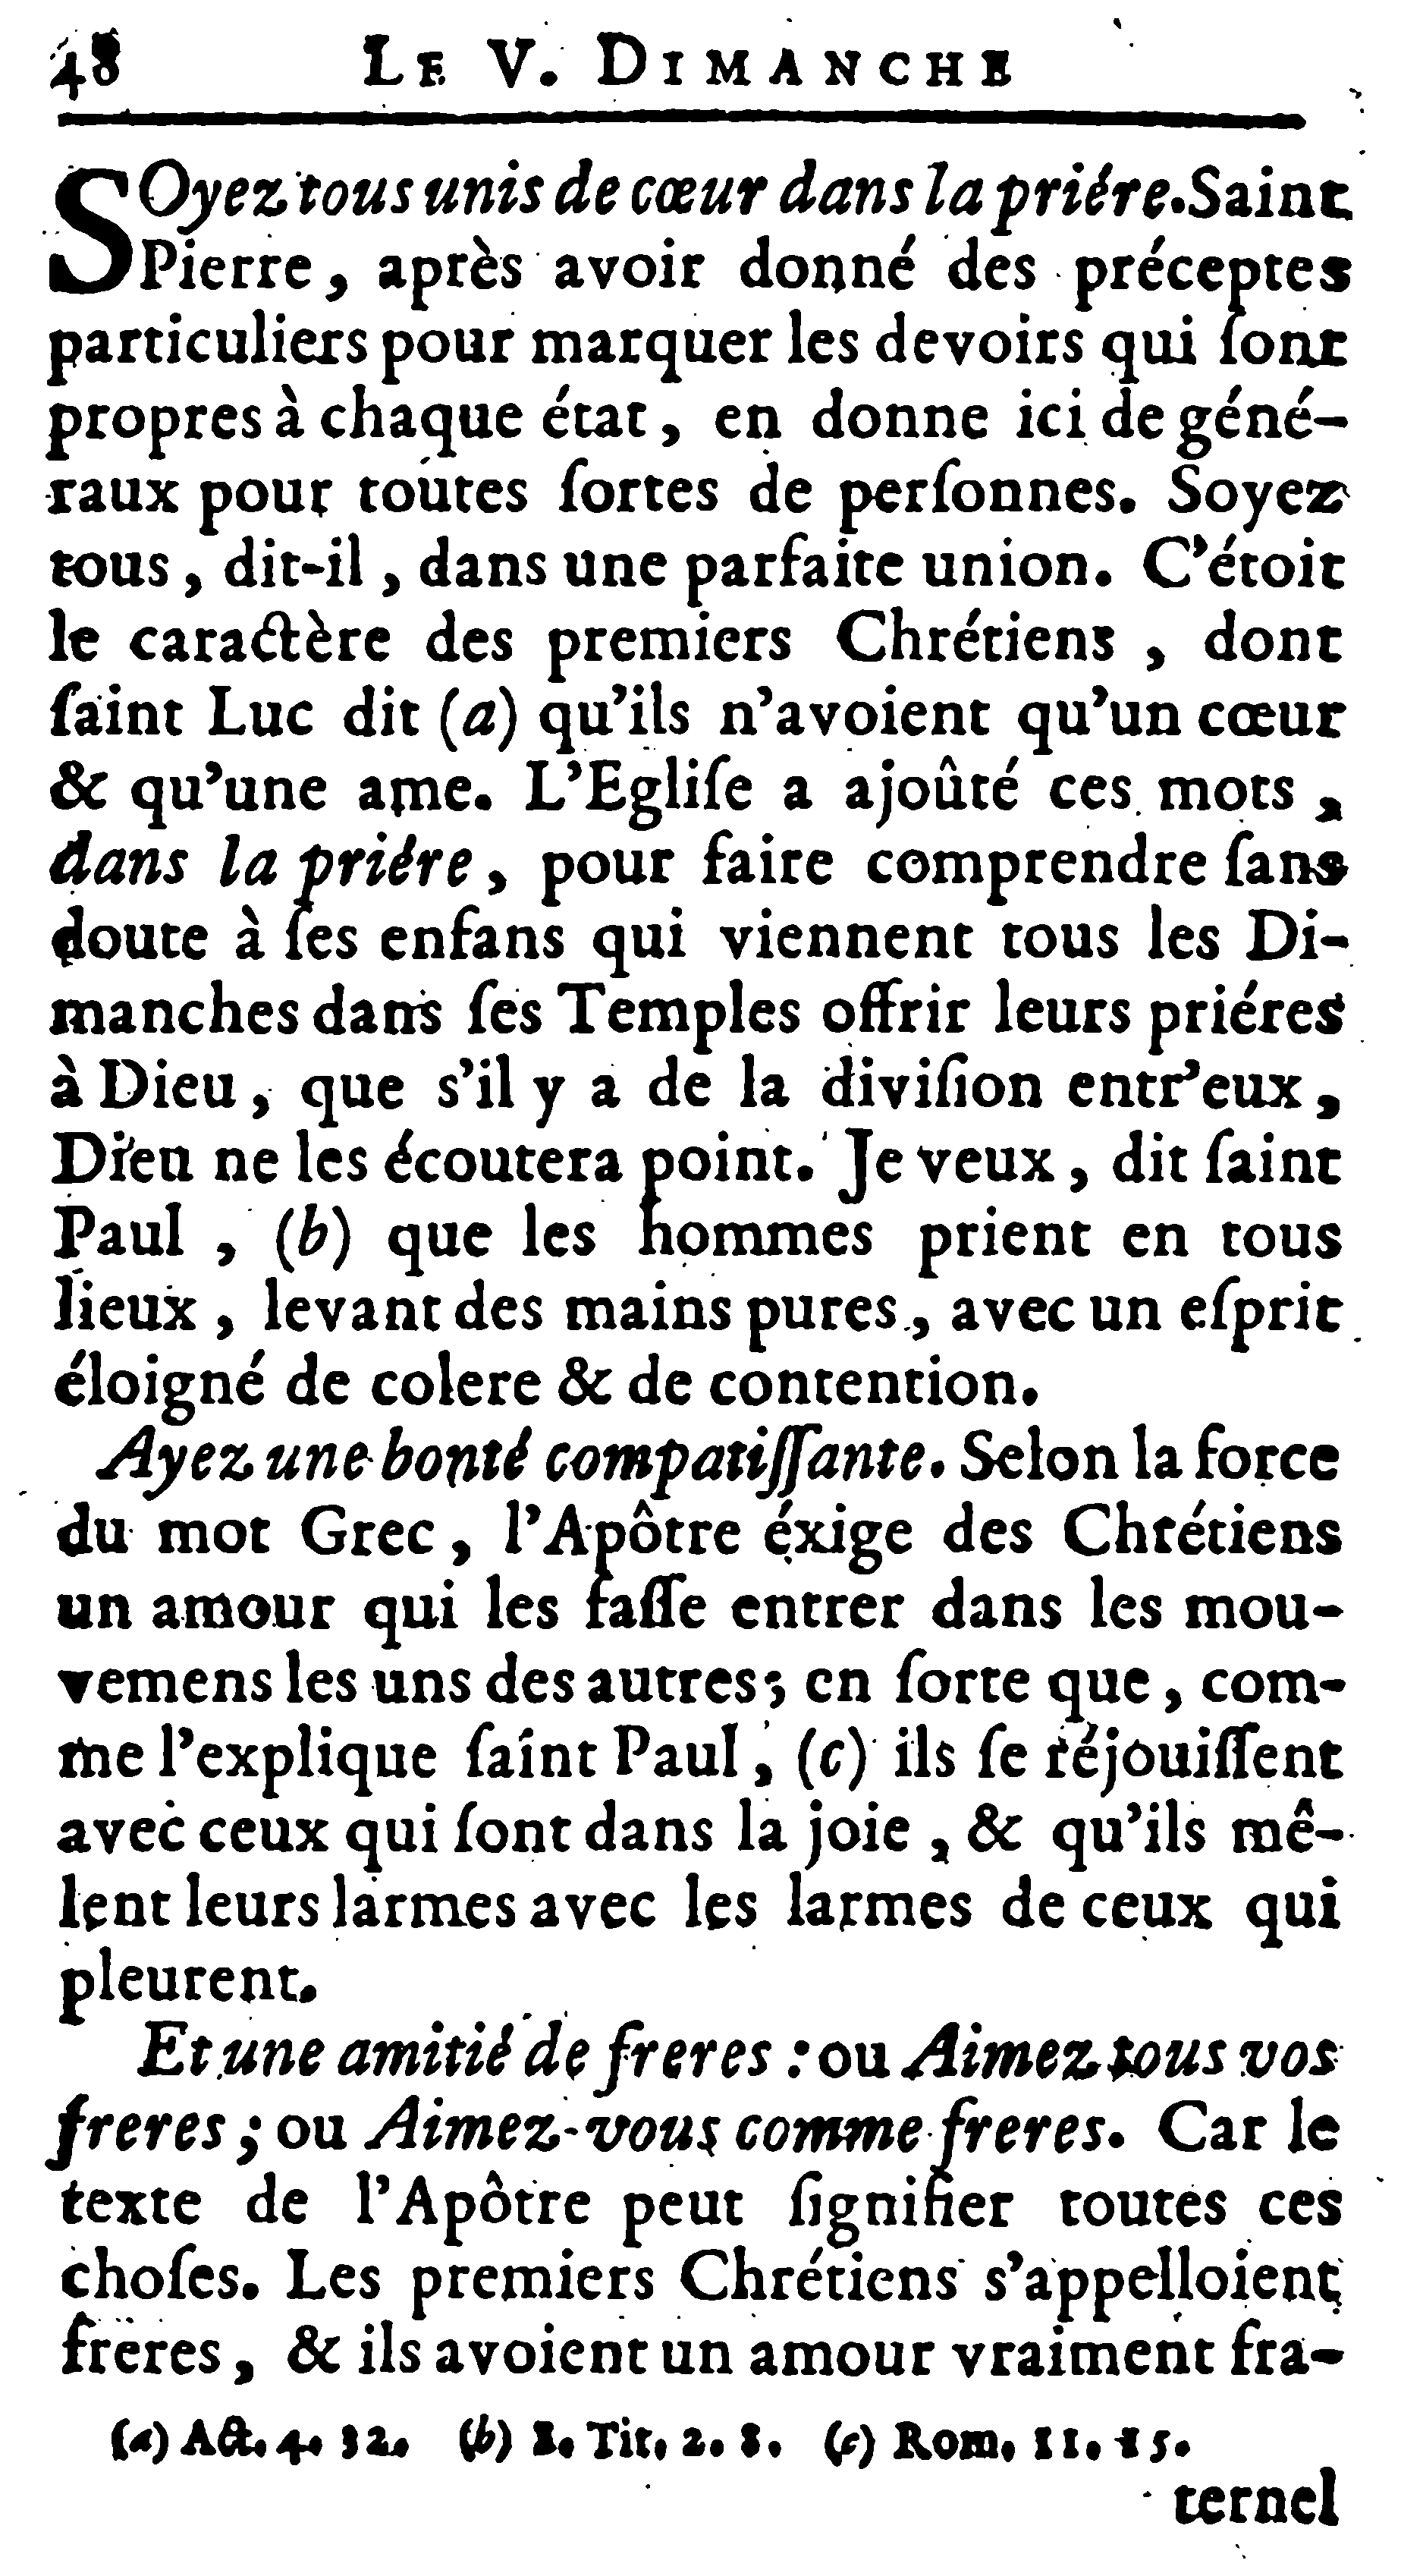 48 LE V. DIMANCHE
SOyez tous unis de cœur dans la priére. Saint
Pierre, après avoir donné des préceptes
particuliers pour marquer les devoirs qui ſont
propres à chaque état, en donne ici de géné-
raux pour toutes ſortes de perſonnes. Soyez
tous, dit-il, dans une parfaite union. C'étoit
le caractère des premiers Chrétiens, dont
ſaint Luc dit (a) qu'ils n'avoient qu'un cœur
& qu'une ame. L'Egliſe a ajoûté ces mots,
dans la priére, pour faire comprendre ſans
doute à ſes enfans qui viennent tous les Di-
manches dans ſes Temples offrir leurs priéres
à Dieu, que s'il y a de la diviſion entr'eux,
Dieu ne les écoutera point. Je veux, dit ſaint
Paul, (b) que les hommes prient en tous
lieux, levant des mains pures, avec un eſprit
éloigné de colere & de contention.
Ayez une bonté compatiſſante. Selon la force
du mot Grec, l'Apôtre éxige des Chrétiens
un amour qui les faſſe entrer dans les mou-
vemens les uns des autres; en ſorte que, com-
me l'explique ſaint Paul, (c) ils ſe réjouiſſent
avec ceux qui ſont dans la joie, & qu'ils mê-
lent leurs larmes avec les larmes de ceux qui
pleurent.
Et une amitié de freres : ou Aimez tous vos
freres; ou Aimez-vous comme freres. Car le
texte de l'Apôtre peut ſignifier toutes ces
choſes. Les premiers Chrétiens s'appelloient
freres, & ils avoient un amour vraiment fra-
(a) Act. 4. 32. (b) I. Tit. 2. 8. (c) Rom. 11. 15.
ternel